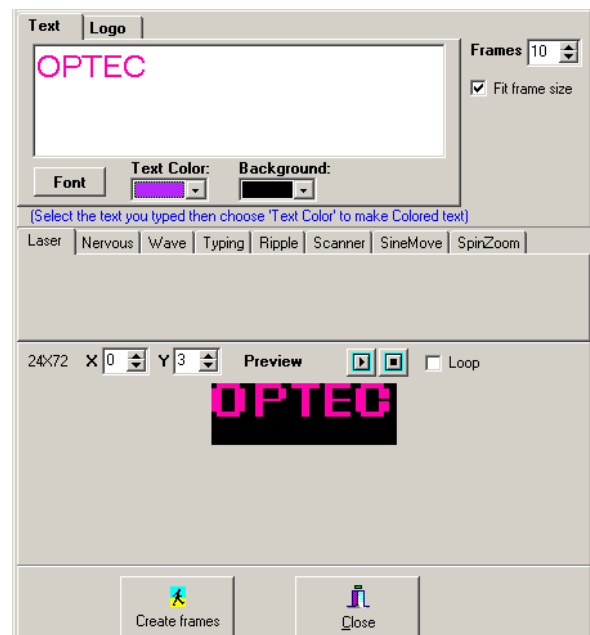 Text Logo
OPTEC
Frames 10
Fit frame size
Text Color: Background:
Font
(Select the text you typed then choose 'Text Color' to make Colored text)
Laser Nervous Wave Typing Ripple Scanner SineMove SpinZoom
24X72 X 0 Y 3 Preview Loop
OPTEC
Create frames Close